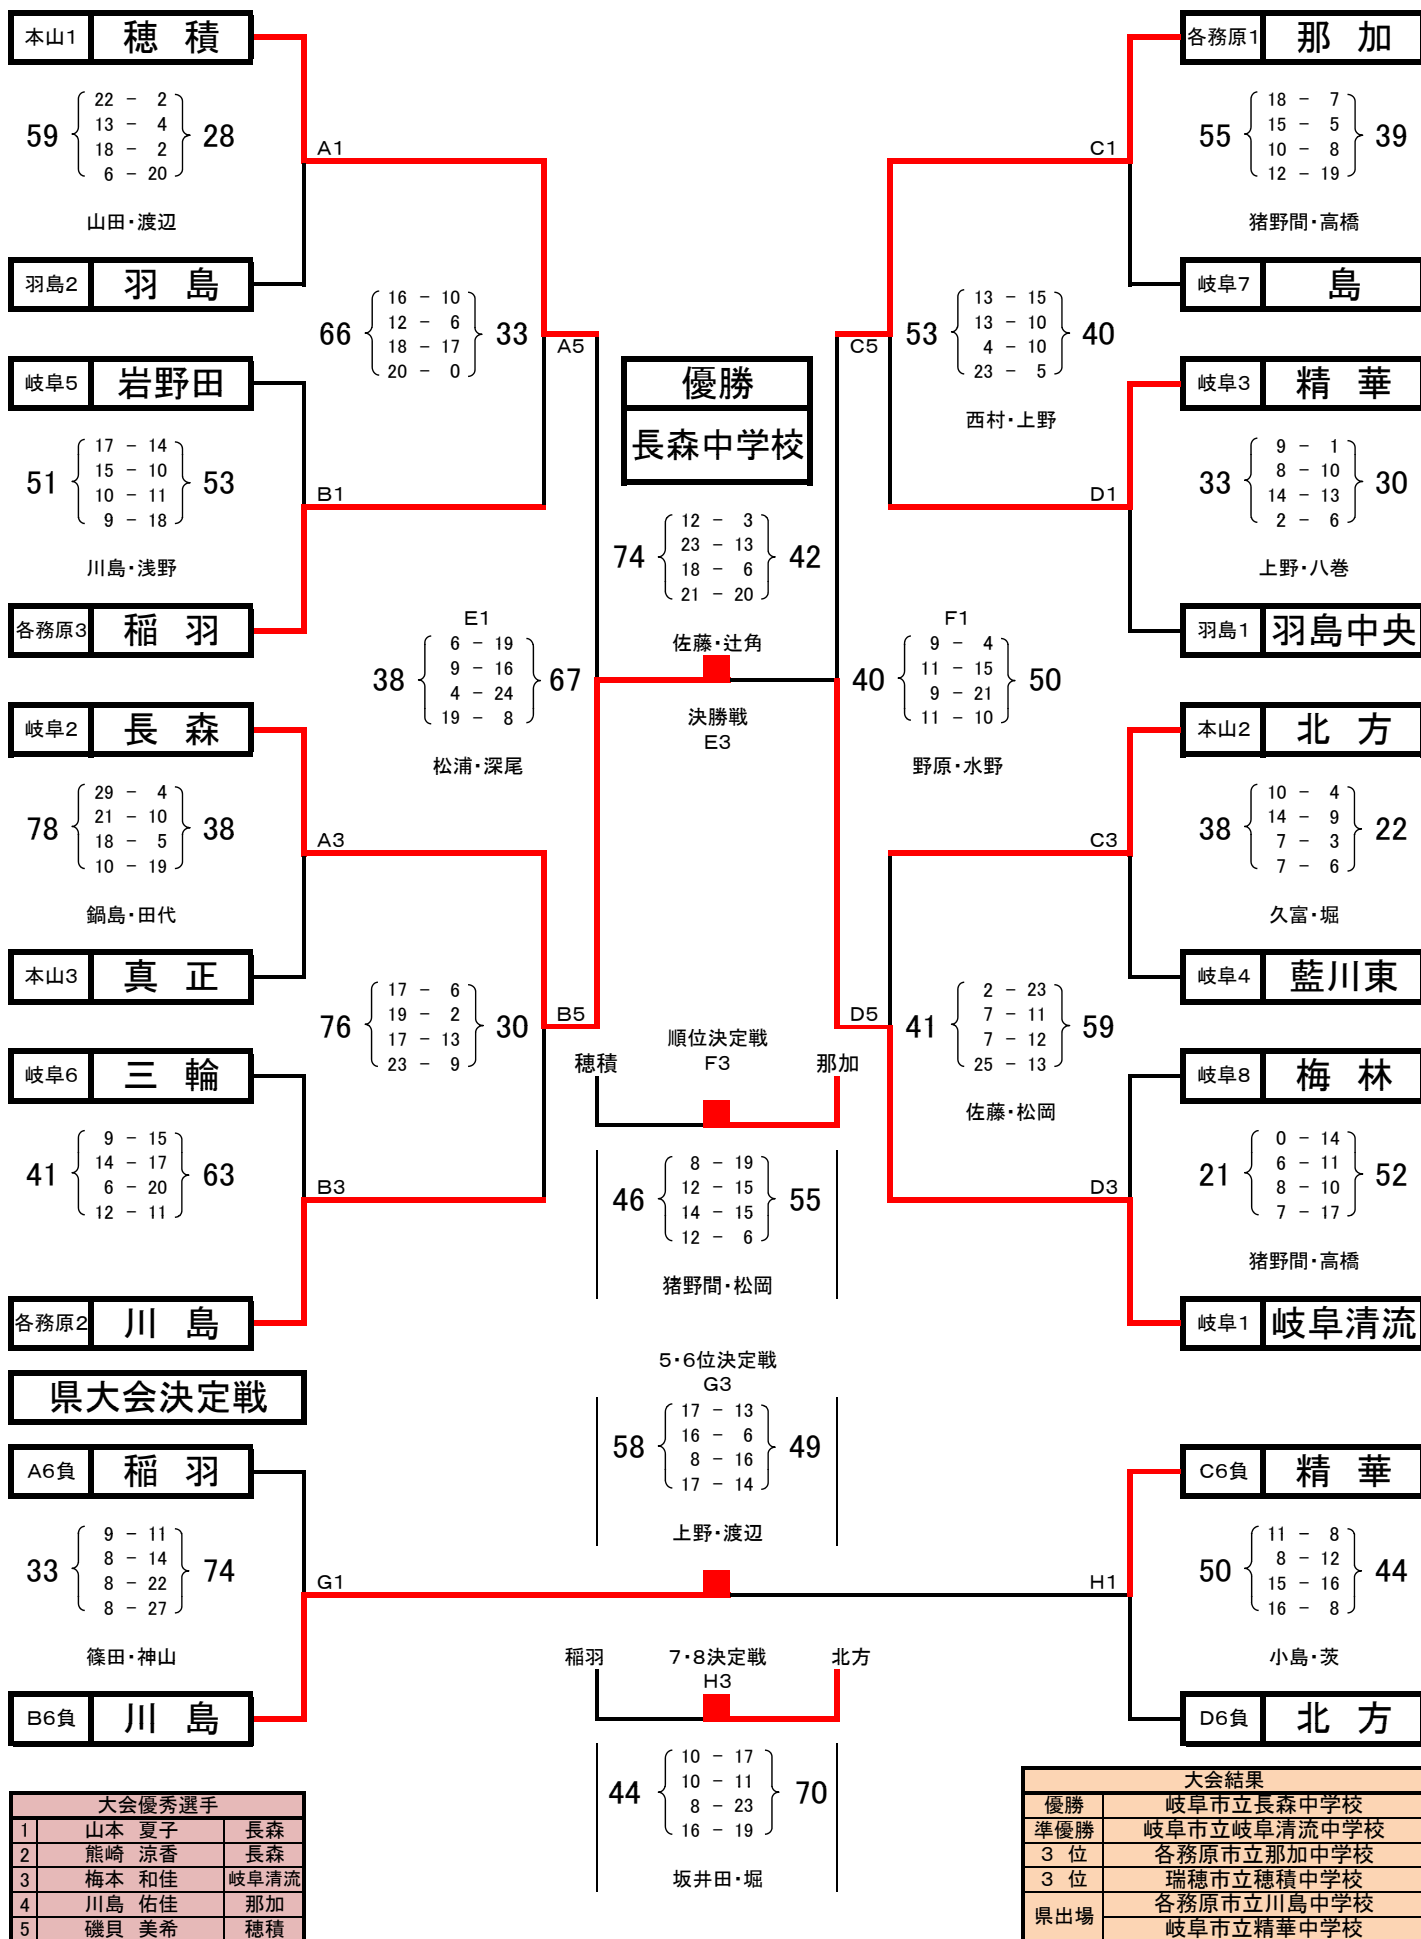 本山1 穂 積
59 22 - 2 28
13 - 4
18 - 2
6 - 20
山田・渡辺
A1
羽島2 羽 島
66 16 - 10 33
12 - 6
18 - 17
20 - 0
A5
岐阜5 岩野田
51 17 - 14 53
15 - 10
10 - 11
9 - 18
川島・浅野
B1
各務原3 稲 羽
E1
38 6 - 19 67
9 - 16
4 - 24
19 - 8
松浦・深尾
岐阜2 長 森
78 29 - 4 38
21 - 10
18 - 5
10 - 19
鍋島・田代
A3
本山3 真 正
76 17 - 6 30
19 - 2
17 - 13
23 - 9
B5
岐阜6 三 輪
41 9 - 15 63
14 - 17
6 - 20
12 - 11
B3
各務原2 川 島
優勝
長森中学校
74 12 - 3 42
23 - 13
18 - 6
21 - 20
佐藤・辻角
決勝戦
E3
順位決定戦
F3
穂積 那加
46 8 - 19 55
12 - 15
14 - 15
12 - 6
猪野間・松岡
5・6位決定戦
G3
58 17 - 13 49
16 - 6
8 - 16
17 - 14
上野・渡辺
各務原1 那 加
55 18 - 7 39
15 - 5
10 - 8
12 - 19
猪野間・高橋
C1
岐阜7 島
53 13 - 15 40
13 - 10
4 - 10
23 - 5
西村・上野
C5
岐阜3 精 華
33 9 - 1 30
8 - 10
14 - 13
2 - 6
上野・八巻
D1
羽島1 羽島中央
F1
40 9 - 4 50
11 - 15
9 - 21
11 - 10
野原・水野
本山2 北 方
38 10 - 4 22
14 - 9
7 - 3
7 - 6
久富・堀
C3
岐阜4 藍川東
41 2 - 23 59
7 - 11
7 - 12
25 - 13
佐藤・松岡
D5
岐阜8 梅 林
21 0 - 14 52
6 - 11
8 - 10
7 - 17
猪野間・高橋
D3
岐阜1 岐阜清流
県大会決定戦
A6負 稲 羽
33 9 - 11 74
8 - 14
8 - 22
8 - 27
篠田・神山
G1
B6負 川 島
C6負 精 華
50 11 - 8 44
8 - 12
15 - 16
16 - 8
小島・茨
H1
D6負 北 方
稲羽 7・8決定戦 北方
H3
44 10 - 17 70
10 - 11
8 - 23
16 - 19
坂井田・堀
大会優秀選手
1 山本 夏子 長森
2 熊崎 涼香 長森
3 梅本 和佳 岐阜清流
4 川島 佑佳 那加
5 磯貝 美希 穂積
大会結果
優勝 岐阜市立長森中学校
準優勝 岐阜市立岐阜清流中学校
3 位 各務原市立那加中学校
3 位 瑞穂市立穂積中学校
県出場 各務原市立川島中学校
岐阜市立精華中学校